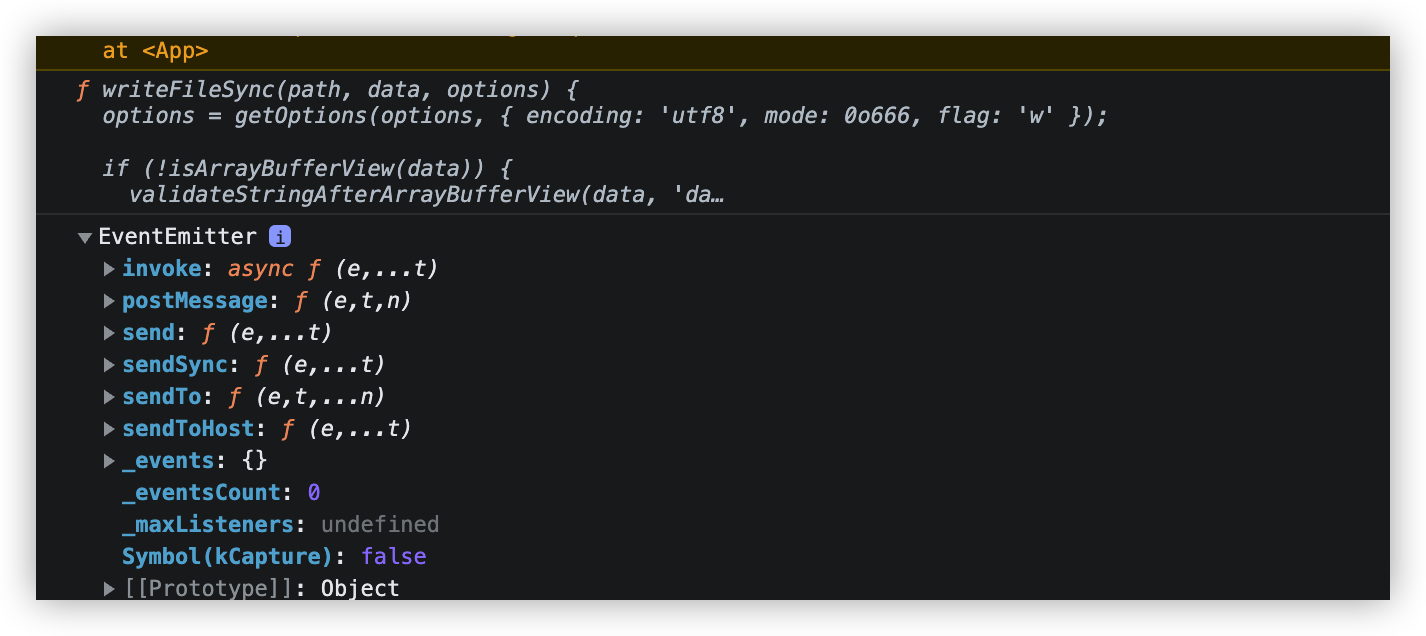 at <App>
ƒ writeFileSync(path, data, options) {
options = getOptions(options, { encoding: 'utf8', mode: 0o666, flag: 'w' });
if (!isArrayBufferView(data)) {
validateStringAfterArrayBufferView(data, 'da…
EventEmitter i
invoke: async ƒ (e,...t)
postMessage: ƒ (e,t,n)
send: ƒ (e,...t)
sendSync: ƒ (e,...t)
sendTo: ƒ (e,t,...n)
sendToHost: ƒ (e,...t)
_events: {}
_eventsCount: 0
_maxListeners: undefined
Symbol(kCapture): false
[[Prototype]]: Object